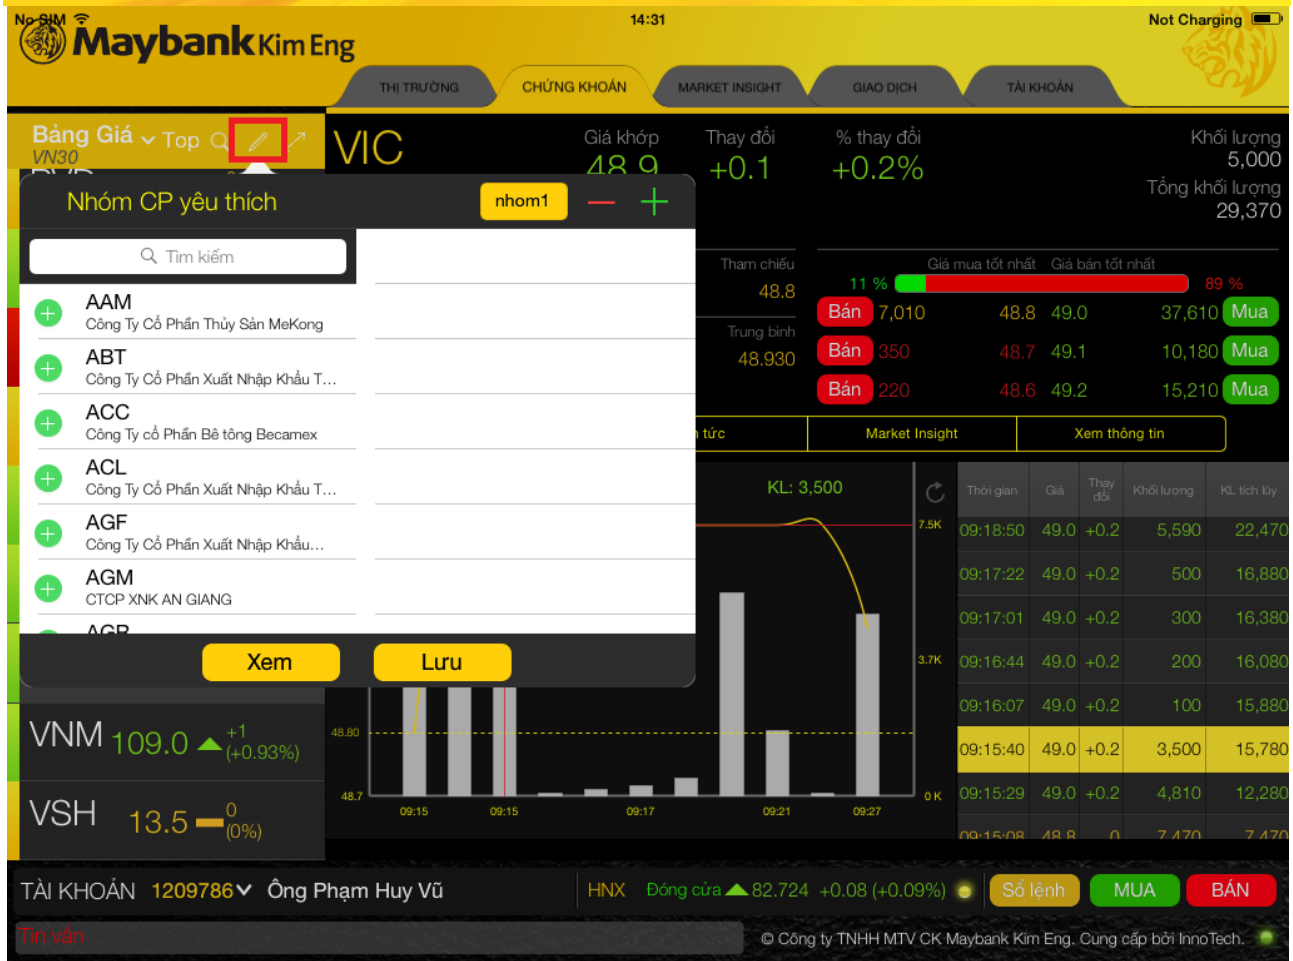 No SIM 14:31 Not Charging
Maybank Kim Eng
THỊ TRƯỜNG CHỨNG KHOÁN MARKET INSIGHT GIAO DỊCH TÀI KHOẢN
Bảng Giá Top
VN30
VIC
Giá khớp Thay đổi % thay đổi Khối lượng
48.9 +0.1 +0.2% 5,000
Tổng khối lượng
29,370
Nhóm CP yêu thích nhom1
Tìm kiếm
AAM
Công Ty Cổ Phần Thủy Sản MeKong
ABT
Công Ty Cổ Phần Xuất Nhập Khẩu T...
ACC
Công Ty cổ Phần Bê tông Becamex
ACL
Công Ty Cổ Phần Xuất Nhập Khẩu T...
AGF
Công Ty Cổ Phần Xuất Nhập Khẩu...
AGM
CTCP XNK AN GIANG
AGR
Xem Lưu
Tham chiếu
48.8
Trung bình
48.930
Giá mua tốt nhất Giá bán tốt nhất
11 % 89 %
Bán 7,010 48.8 49.0 37,610 Mua
Bán 350 48.7 49.1 10,180 Mua
Bán 220 48.6 49.2 15,210 Mua
tức Market Insight Xem thông tin
KL: 3,500
7.5K
3.7K
0 K
48.80
48.7
09:15 09:15 09:17 09:21 09:27
Thời gian Giá Thay đổi Khối lượng KL tích lũy
09:18:50 49.0 +0.2 5,590 22,470
09:17:22 49.0 +0.2 500 16,880
09:17:01 49.0 +0.2 300 16,380
09:16:44 49.0 +0.2 200 16,080
09:16:07 49.0 +0.2 100 15,880
09:15:40 49.0 +0.2 3,500 15,780
09:15:29 49.0 +0.2 4,810 12,280
09:15:08 48.8 0 7,470 7,470
VNM 109.0 +1 (+0.93%)
VSH 13.5 0 (0%)
TÀI KHOẢN 1209786 Ông Phạm Huy Vũ HNX Đóng cửa 82.724 +0.08 (+0.09%) Sổ lệnh MUA BÁN
Tin vắn
© Công ty TNHH MTV CK Maybank Kim Eng. Cung cấp bởi InnoTech.